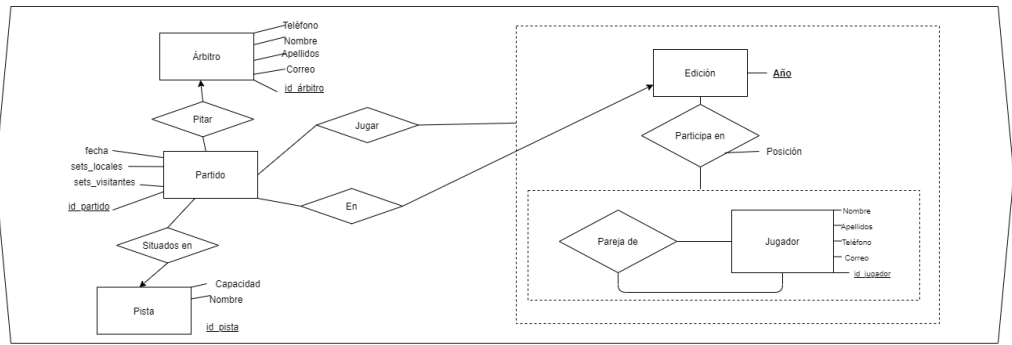 Teléfono
Nombre
Apellidos
Correo
id_árbitro
Árbitro
Pitar
Jugar
fecha
sets_locales
sets_visitantes
id_partido
Partido
En
Situados en
Capacidad
Nombre
id_pista
Pista
Edición
Año
Participa en
Posición
Pareja de
Jugador
Nombre
Apellidos
Teléfono
Correo
id_jugador